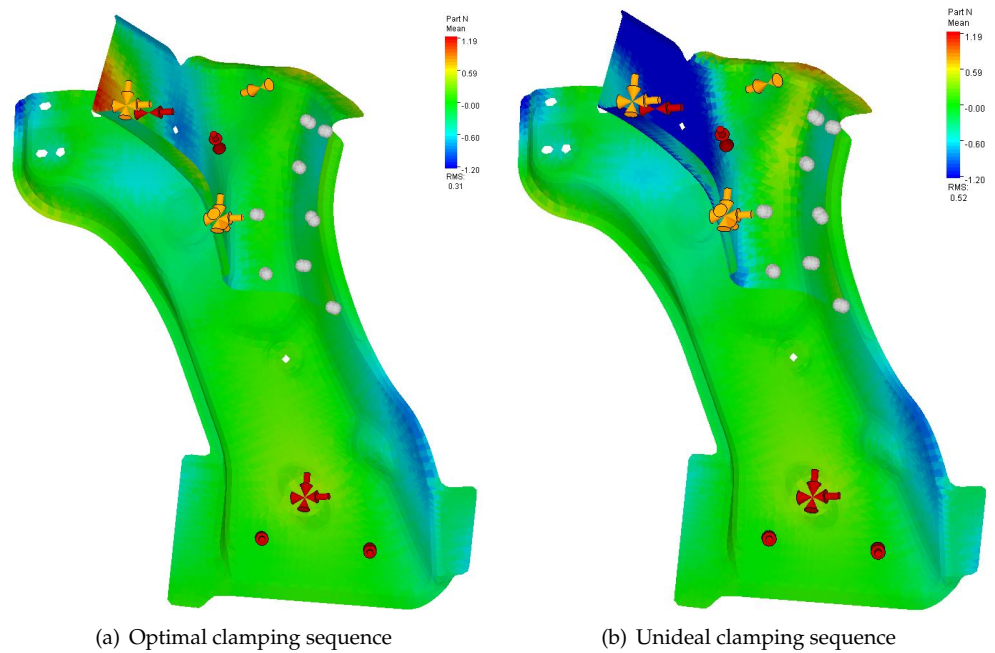 Part N
Mean
1.19
0.59
-0.00
-0.60
-1.20
RMS:
0.31
Part N
Mean
1.19
0.59
-0.00
-0.60
-1.20
RMS:
0.52
(a) Optimal clamping sequence
(b) Unideal clamping sequence